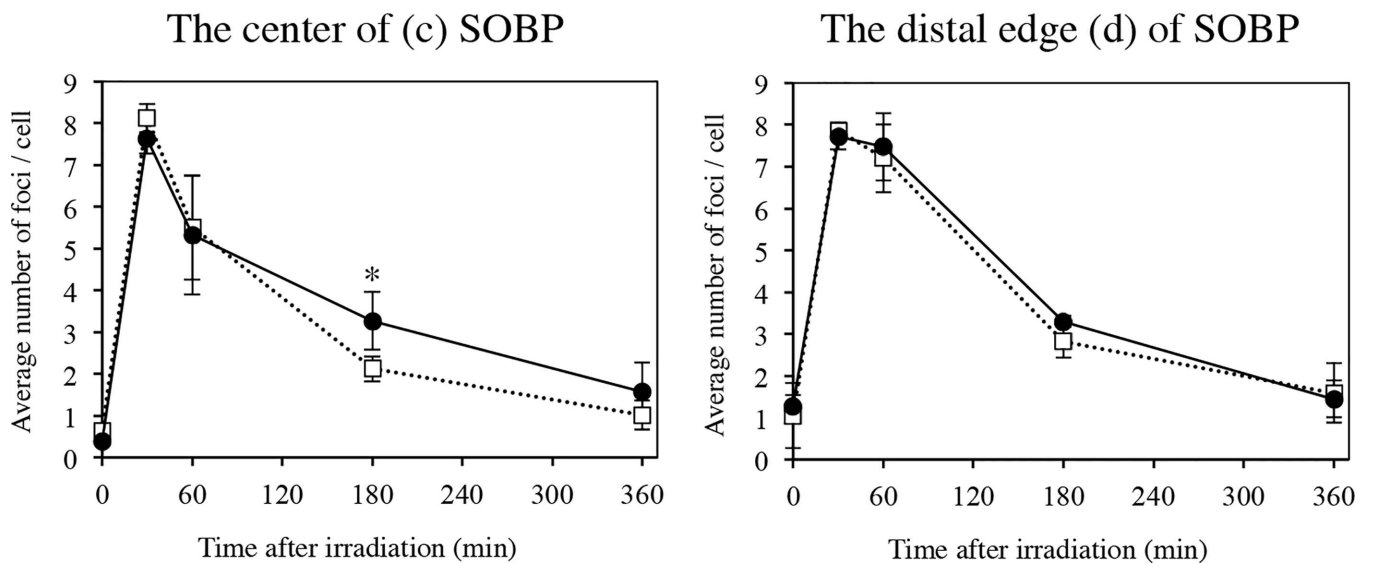 The center of (c) SOBP
Average number of foci / cell
9
8
7
6
5
4
3
2
1
0
*
0 60 120 180 240 300 360
Time after irradiation (min)
The distal edge (d) of SOBP
Average number of foci / cell
9
8
7
6
5
4
3
2
1
0
0 60 120 180 240 300 360
Time after irradiation (min)